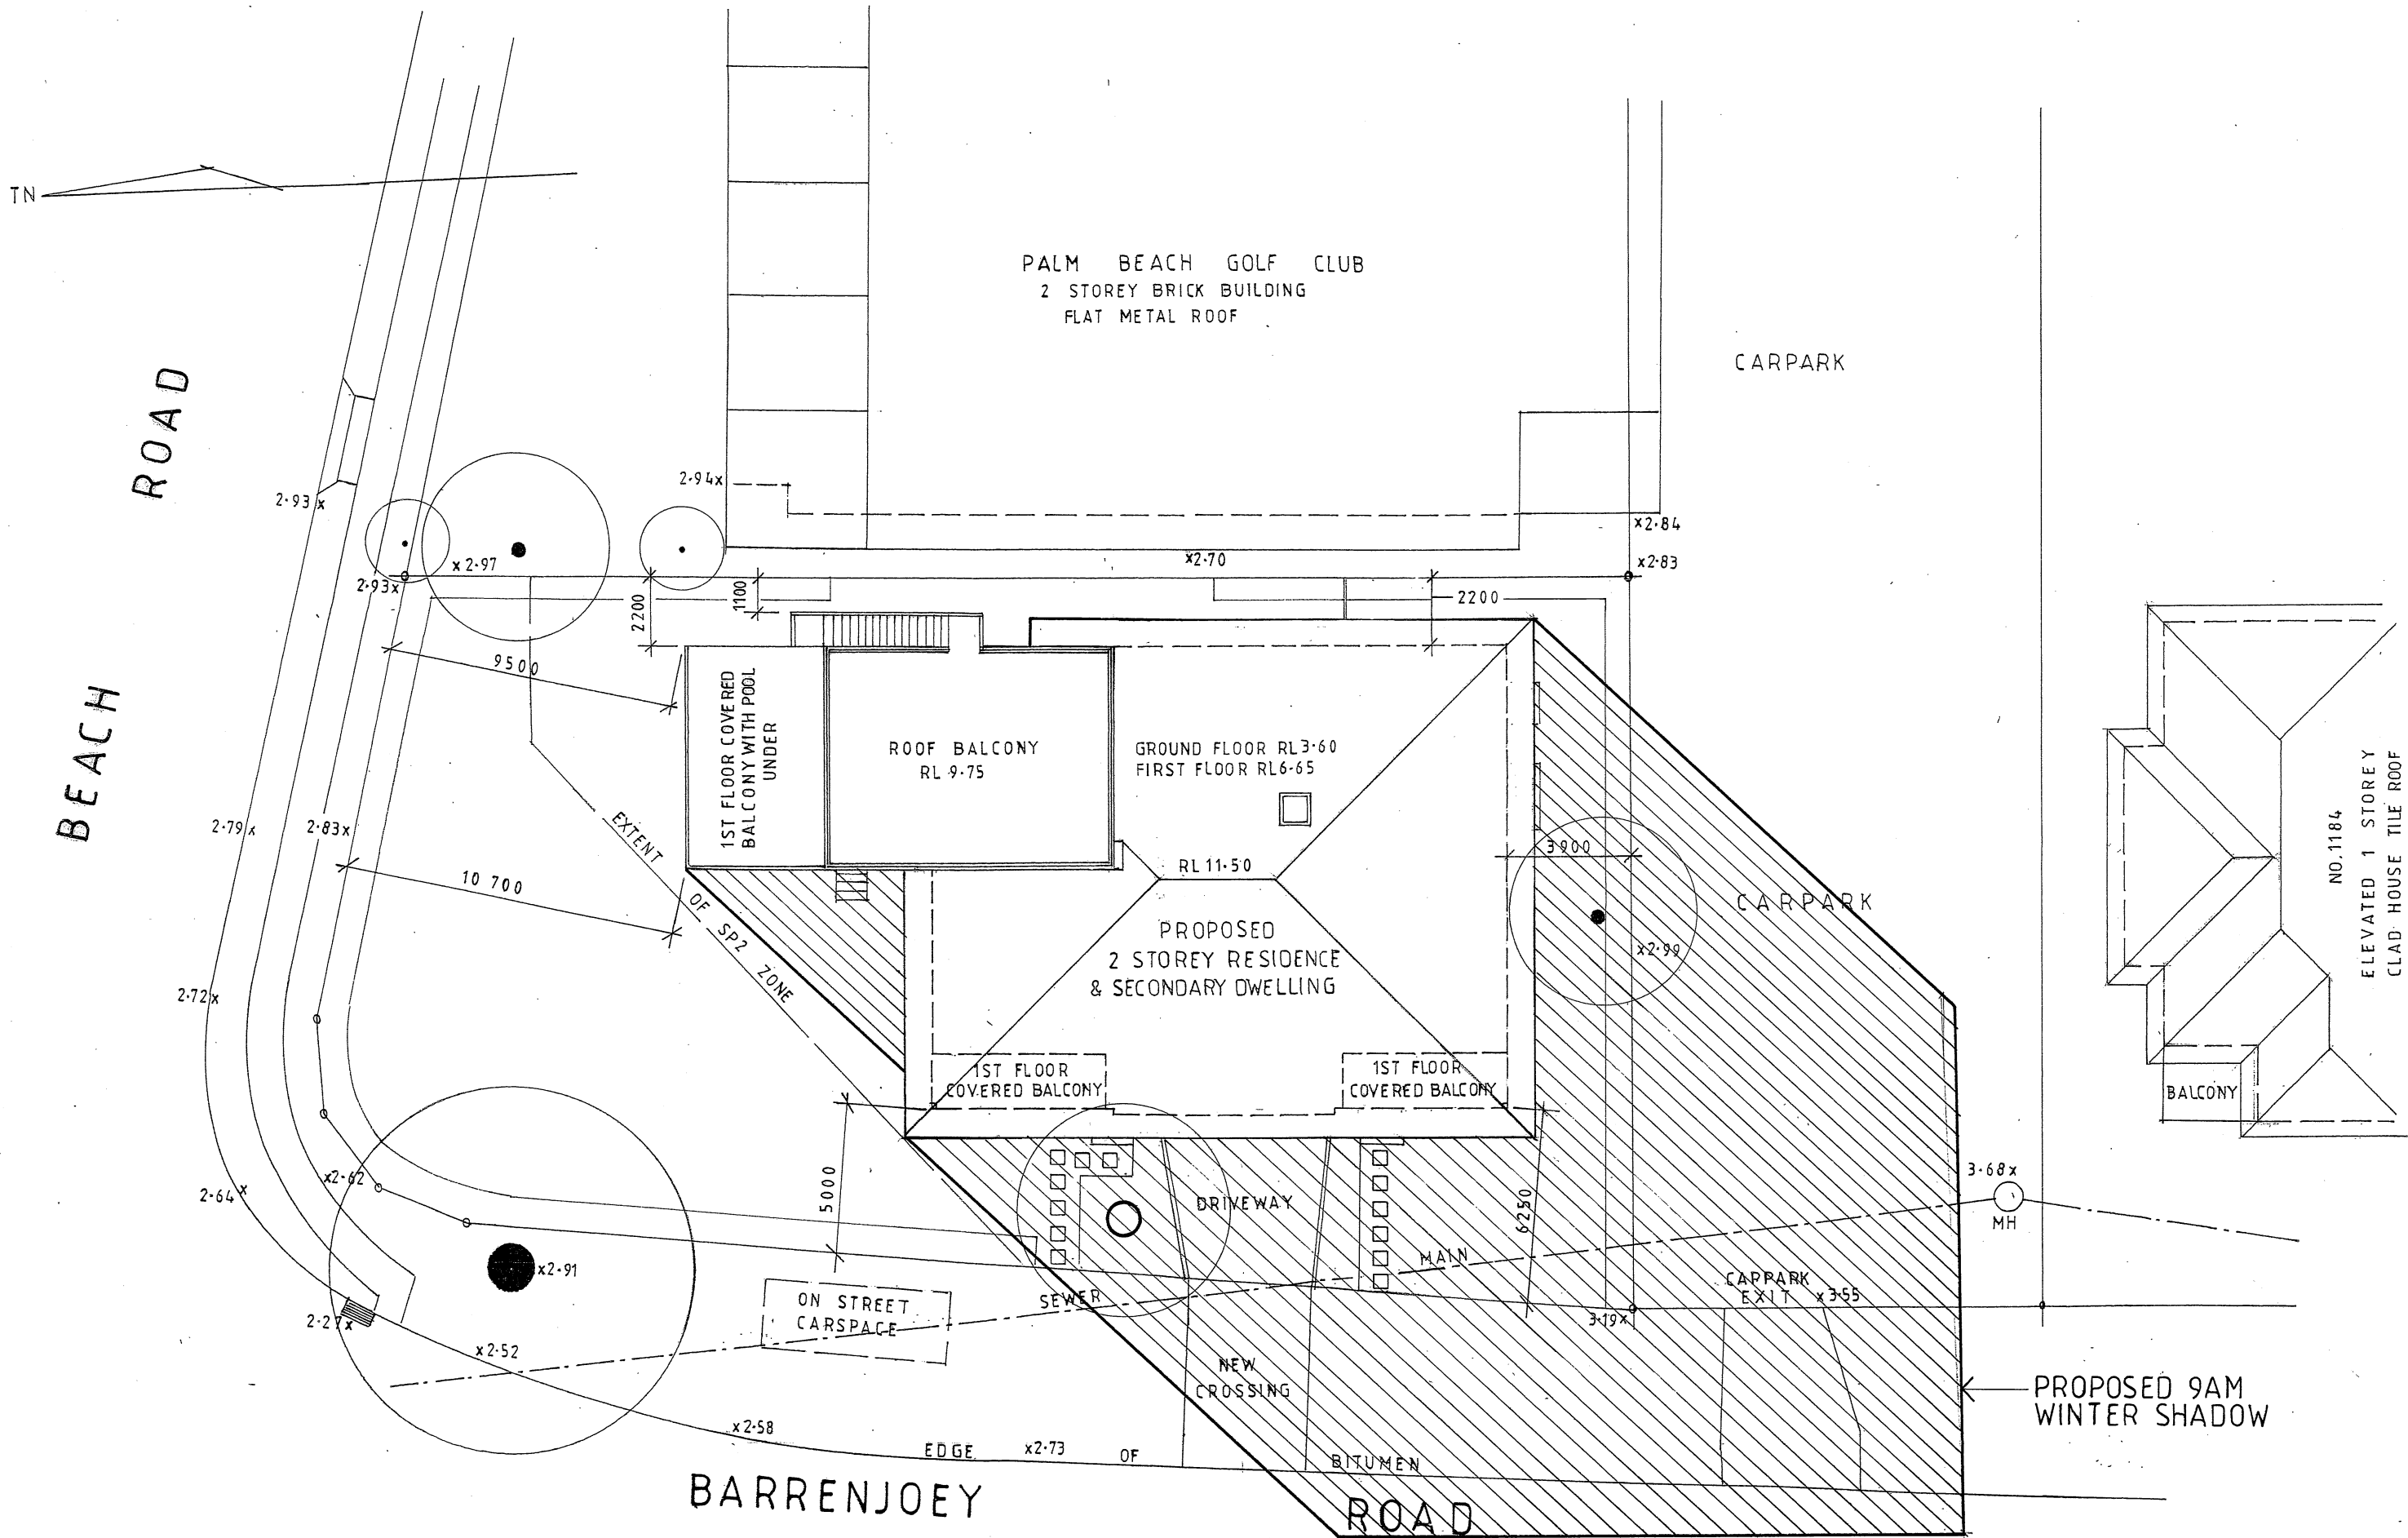 TN
PALM BEACH GOLF CLUB
2 STOREY BRICK BUILDING
FLAT METAL ROOF
CARPARK
BEACH ROAD
2·93x
2·94x
x2·84
x2·97
x2·70
x2·83
2·93x
2200
1100
2200
9500
1ST FLOOR COVERED
BALCONY WITH POOL
UNDER
ROOF BALCONY
RL 9·75
GROUND FLOOR RL3·60
FIRST FLOOR RL6·65
2·79x
2·83x
EXTENT OF SP2 ZONE
RL 11·50
3900
10 700
CARPARK
NO.1184
ELEVATED 1 STOREY
CLAD HOUSE TILE ROOF
PROPOSED
2 STOREY RESIDENCE
& SECONDARY DWELLING
x2·99
2·72x
1ST FLOOR
COVERED BALCONY
1ST FLOOR
COVERED BALCONY
BALCONY
x2·62
2·64x
5000
DRIVEWAY
6250
3·68x
MH
x2·91
SEWER MAIN
CARPARK
EXIT
x3·55
ON STREET
CARSPACE
2·27x
3·19x
x2·52
NEW
CROSSING
PROPOSED 9AM
WINTER SHADOW
x2·58
EDGE x2·73 OF BITUMEN
BARRENJOEY ROAD